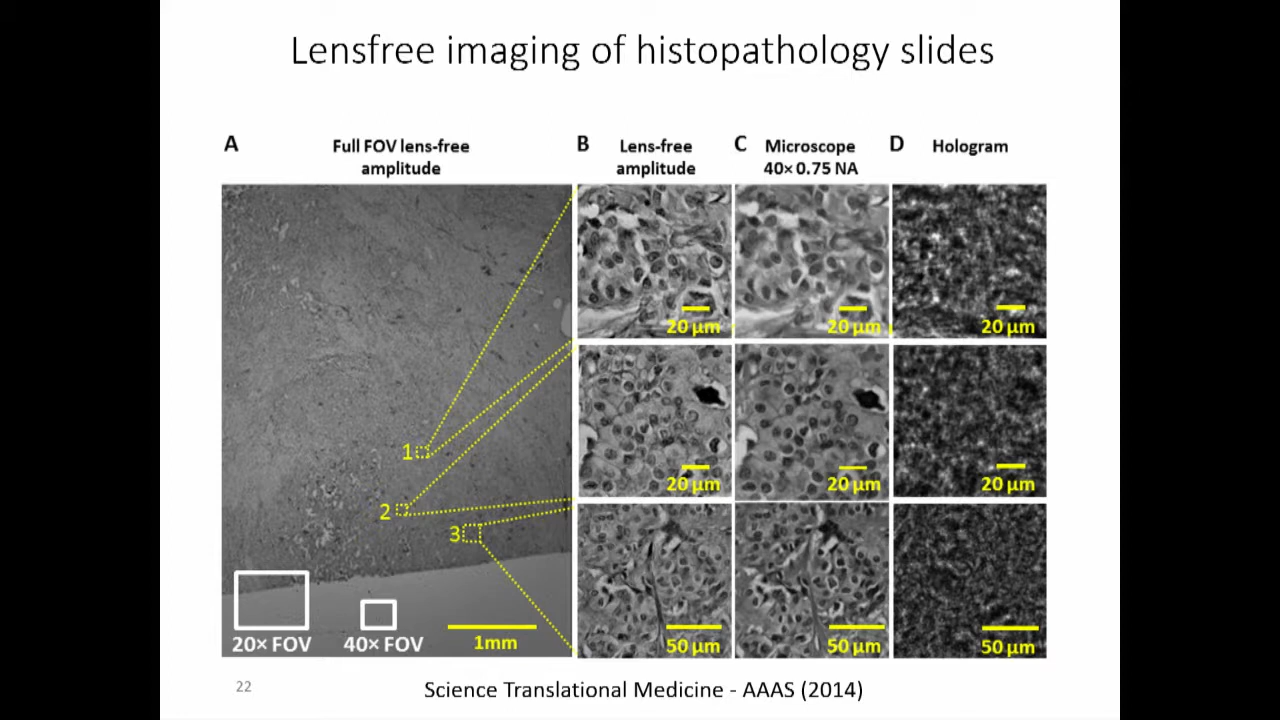 Lensfree imaging of histopathology slides
A
Full FOV lens-free
amplitude
B
Lens-free
amplitude
C
Microscope
40× 0.75 NA
D
Hologram
1
2
3
20× FOV
40× FOV
1mm
20 µm
20 µm
20 µm
20 µm
20 µm
20 µm
50 µm
50 µm
50 µm
22
Science Translational Medicine - AAAS (2014)